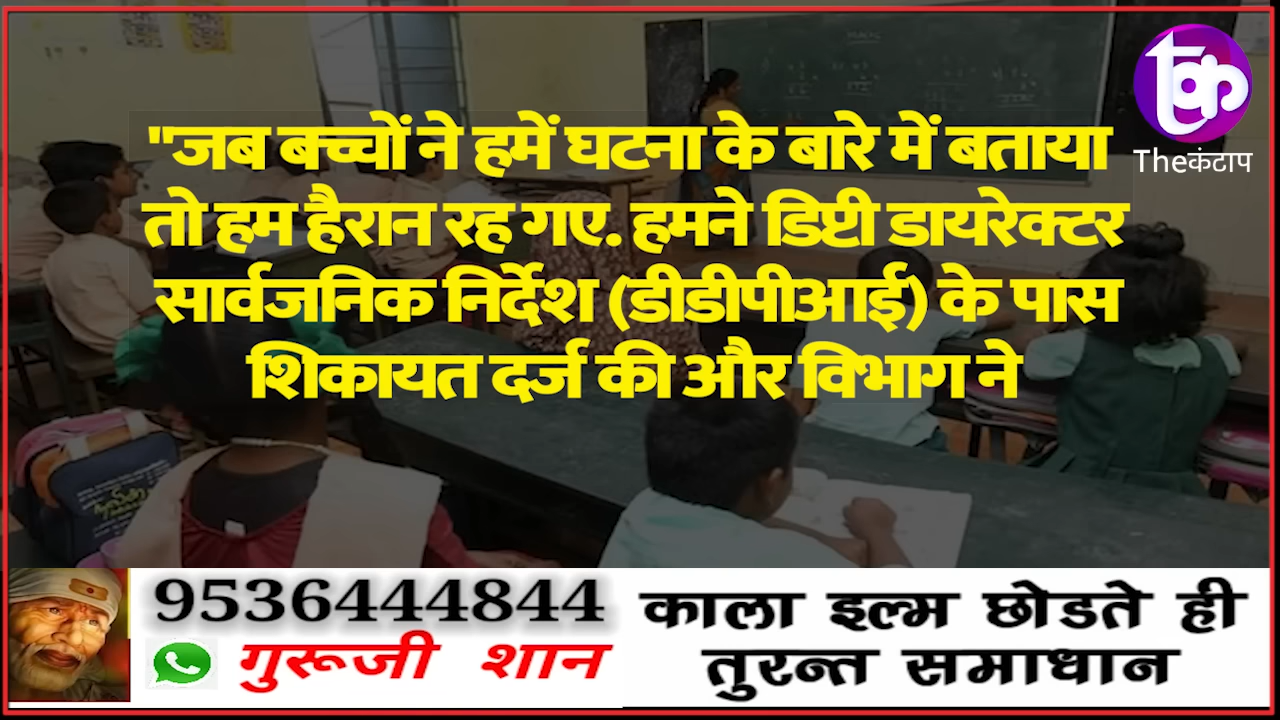 Theकंटाप
"जब बच्चों ने हमें घटना के बारे में बताया
तो हम हैरान रह गए. हमने डिप्टी डायरेक्टर
सार्वजनिक निर्देश (डीडीपीआई) के पास
शिकायत दर्ज की और विभाग ने
9536444844
गुरूजी शान
काला इल्म छोडते ही
तुरन्त समाधान